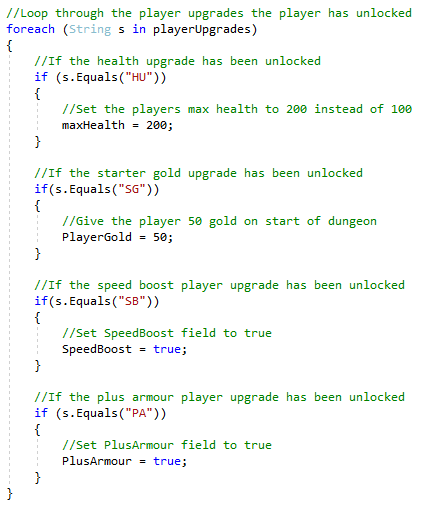 //Loop through the player upgrades the player has unlocked
foreach (String s in playerUpgrades)
{
    //If the health upgrade has been unlocked
    if (s.Equals("HU"))
    {
        //Set the players max health to 200 instead of 100
        maxHealth = 200;
    }

    //If the starter gold upgrade has been unlocked
    if(s.Equals("SG"))
    {
        //Give the player 50 gold on start of dungeon
        PlayerGold = 50;
    }

    //If the speed boost player upgrade has been unlocked
    if(s.Equals("SB"))
    {
        //Set SpeedBoost field to true
        SpeedBoost = true;
    }

    //If the plus armour player upgrade has been unlocked
    if (s.Equals("PA"))
    {
        //Set PlusArmour field to true
        PlusArmour = true;
    }
}